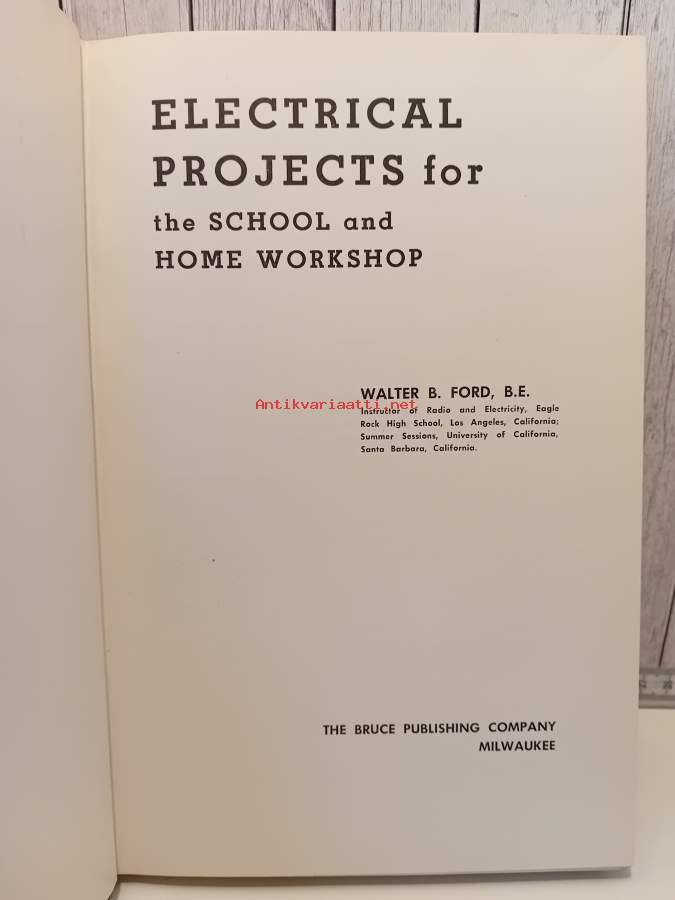 ELECTRICAL
PROJECTS for
the SCHOOL and
HOME WORKSHOP
WALTER B. FORD, B.E.
Antikvariaatti.net
Instructor of Radio and Electricity, Eagle
Rock High School, Los Angeles, California;
Summer Sessions, University of California,
Santa Barbara, California.
THE BRUCE PUBLISHING COMPANY
MILWAUKEE